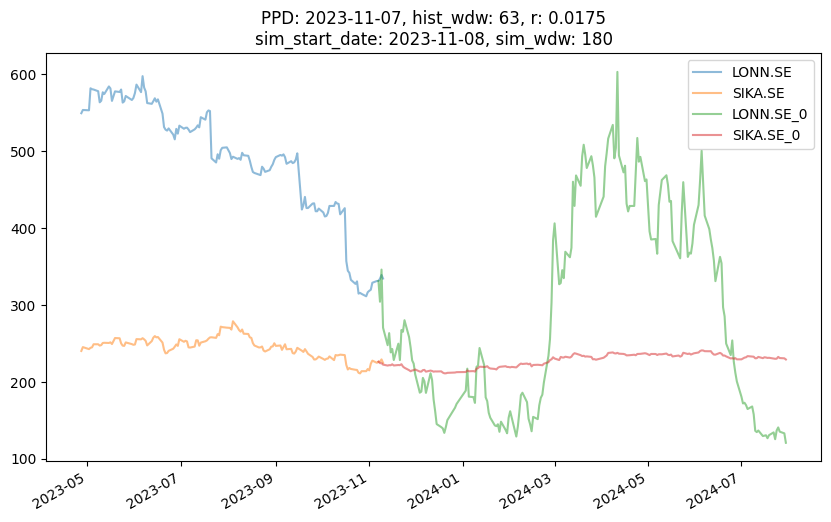 PPD: 2023-11-07, hist_wdw: 63, r: 0.0175
sim_start_date: 2023-11-08, sim_wdw: 180
LONN.SE
SIKA.SE
LONN.SE_0
SIKA.SE_0
600
500
400
300
200
100
2023-05
2023-07
2023-09
2023-11
2024-01
2024-03
2024-05
2024-07